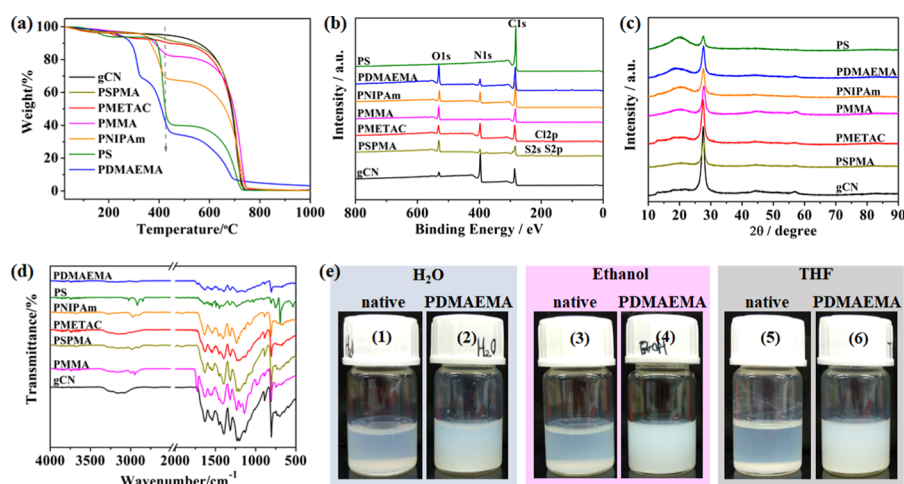 (a)
100
80
60
40
20
0
Weight/%
gCN
PSPMA
PMETAC
PMMA
PNIPAm
PS
PDMAEMA
200 400 600 800 1000
Temperature/°C
(b)
C1s
O1s N1s
PS
PDMAEMA
PNIPAm
PMMA
PMETAC
Cl2p
PSPMA
S2s S2p
gCN
Intensity / a.u.
800 600 400 200 0
Binding Energy / eV
(c)
PS
PDMAEMA
PNIPAm
PMMA
PMETAC
PSPMA
gCN
Intensity / a.u.
10 20 30 40 50 60 70 80 90
2θ / degree
(d)
PDMAEMA
PS
PNIPAm
PMETAC
PSPMA
PMMA
gCN
Transmittance/%
4000 3000 2000 2000 1500 1000 500
Wavenumber/cm⁻¹
(e)
H₂O Ethanol THF
native PDMAEMA native PDMAEMA native PDMAEMA
(1) (2) (3) (4) (5) (6)
H₂O